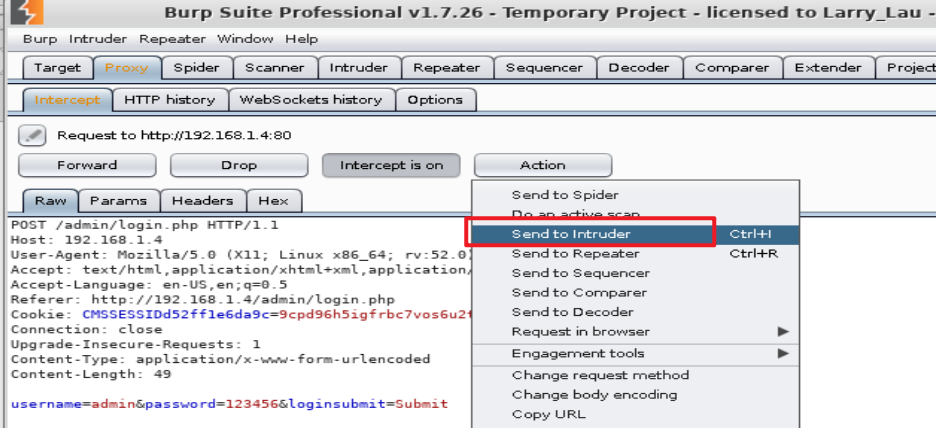 Burp Suite Professional v1.7.26 - Temporary Project - licensed to Larry_Lau -
Burp Intruder Repeater Window Help
Target Proxy Spider Scanner Intruder Repeater Sequencer Decoder Comparer Extender Project
Intercept HTTP history WebSockets history Options
Request to http://192.168.1.4:80
Forward Drop Intercept is on Action
Raw Params Headers Hex
POST /admin/login.php HTTP/1.1
Host: 192.168.1.4
User-Agent: Mozilla/5.0 (X11; Linux x86_64; rv:52.0)
Accept: text/html,application/xhtml+xml,application/
Accept-Language: en-US,en;q=0.5
Referer: http://192.168.1.4/admin/login.php
Cookie: CMSSESSIDd52ff1e6da9c=9cpd96h5igfrbc7vos6u2
Connection: close
Upgrade-Insecure-Requests: 1
Content-Type: application/x-www-form-urlencoded
Content-Length: 49
username=admin&password=123456&loginsubmit=Submit
Send to Spider
Do an active scan
Send to Intruder Ctrl+I
Send to Repeater Ctrl+R
Send to Sequencer
Send to Comparer
Send to Decoder
Request in browser
Engagement tools
Change request method
Change body encoding
Copy URL